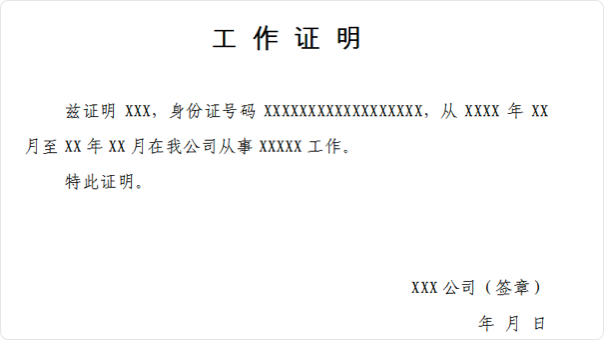 工 作 证 明
兹证明 XXX，身份证号码 XXXXXXXXXXXXXXXXXX，从 XXXX 年 XX
月至 XX 年 XX 月在我公司从事 XXXXX 工作。
特此证明。
XXX 公司（签章）
年 月 日